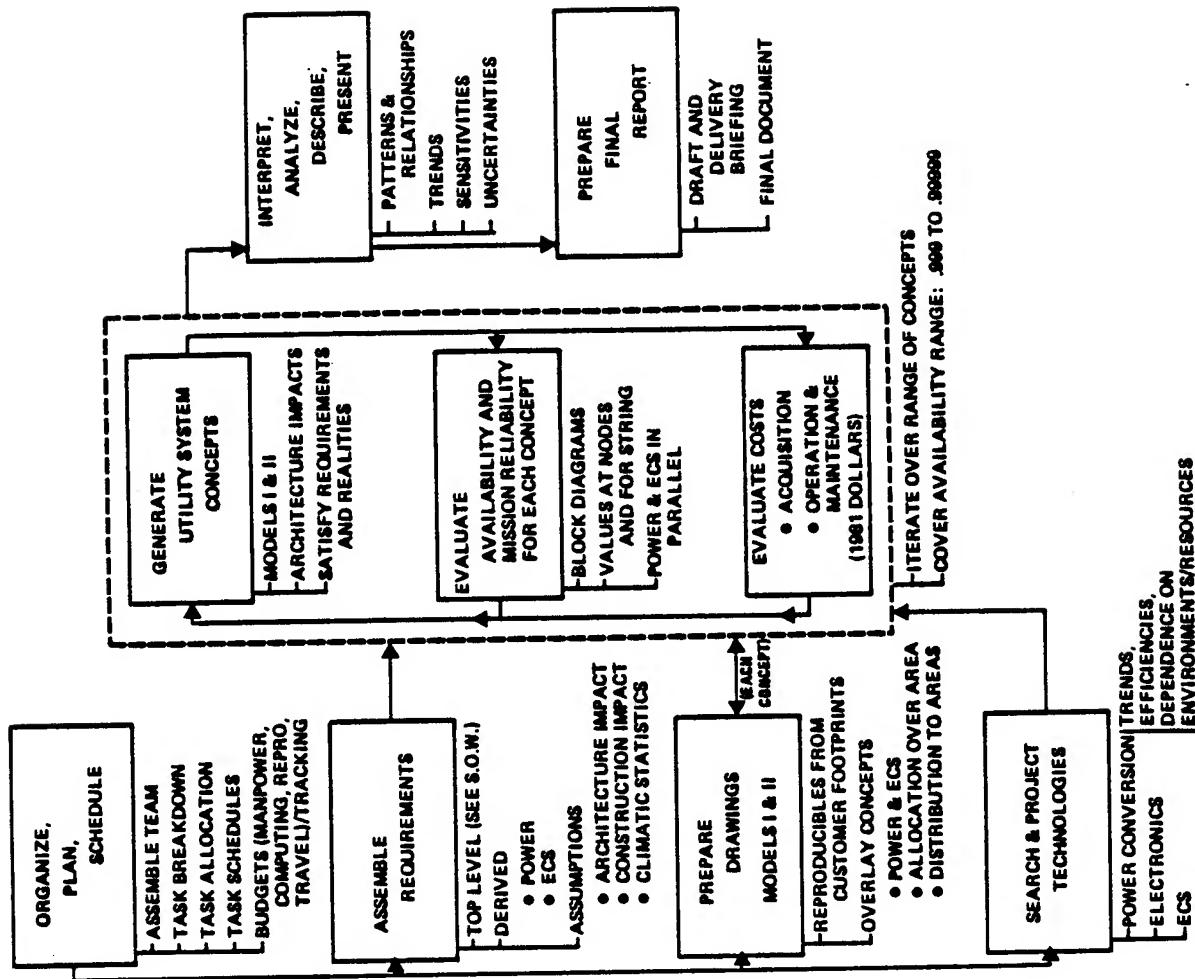 ORGANIZE,
PLAN,
SCHEDULE
ASSEMBLE TEAM
TASK BREAKDOWN
TASK ALLOCATION
TASK SCHEDULES
BUDGETS (MANPOWER,
COMPUTING, REPRO,
TRAVEL)/TRACKING
ASSEMBLE
REQUIREMENTS
TOP LEVEL (SEE S.O.W.)
DERIVED
• POWER
• ECS
ASSUMPTIONS
• ARCHITECTURE IMPACT
• CONSTRUCTION IMPACT
• CLIMATIC STATISTICS
PREPARE
DRAWINGS
MODELS I & II
REPRODUCIBLES FROM
CUSTOMER FOOTPRINTS
OVERLAY CONCEPTS
• POWER & ECS
• ALLOCATION OVER AREA
• DISTRIBUTION TO AREAS
(EACH
CONCEPT)
SEARCH & PROJECT
TECHNOLOGIES
POWER CONVERSION
ELECTRONICS
ECS
TRENDS,
EFFICIENCIES,
DEPENDENCE ON
ENVIRONMENTS/RESOURCES
GENERATE
UTILITY SYSTEM
CONCEPTS
MODELS I & II
ARCHITECTURE IMPACTS
SATISFY REQUIREMENTS
AND REALITIES
EVALUATE
AVAILABILITY AND
MISSION RELIABILITY
FOR EACH CONCEPT
BLOCK DIAGRAMS
VALUES AT NODES
AND FOR STRING
POWER & ECS IN
PARALLEL
EVALUATE COSTS
• ACQUISITION
• OPERATION &
MAINTENANCE
(1981 DOLLARS)
ITERATE OVER RANGE OF CONCEPTS
COVER AVAILABILITY RANGE: .999 TO .99999
INTERPRET,
ANALYZE,
DESCRIBE,
PRESENT
PATTERNS &
RELATIONSHIPS
TRENDS
SENSITIVITIES
UNCERTAINTIES
PREPARE
FINAL
REPORT
DRAFT AND
DELIVERY
BRIEFING
FINAL DOCUMENT